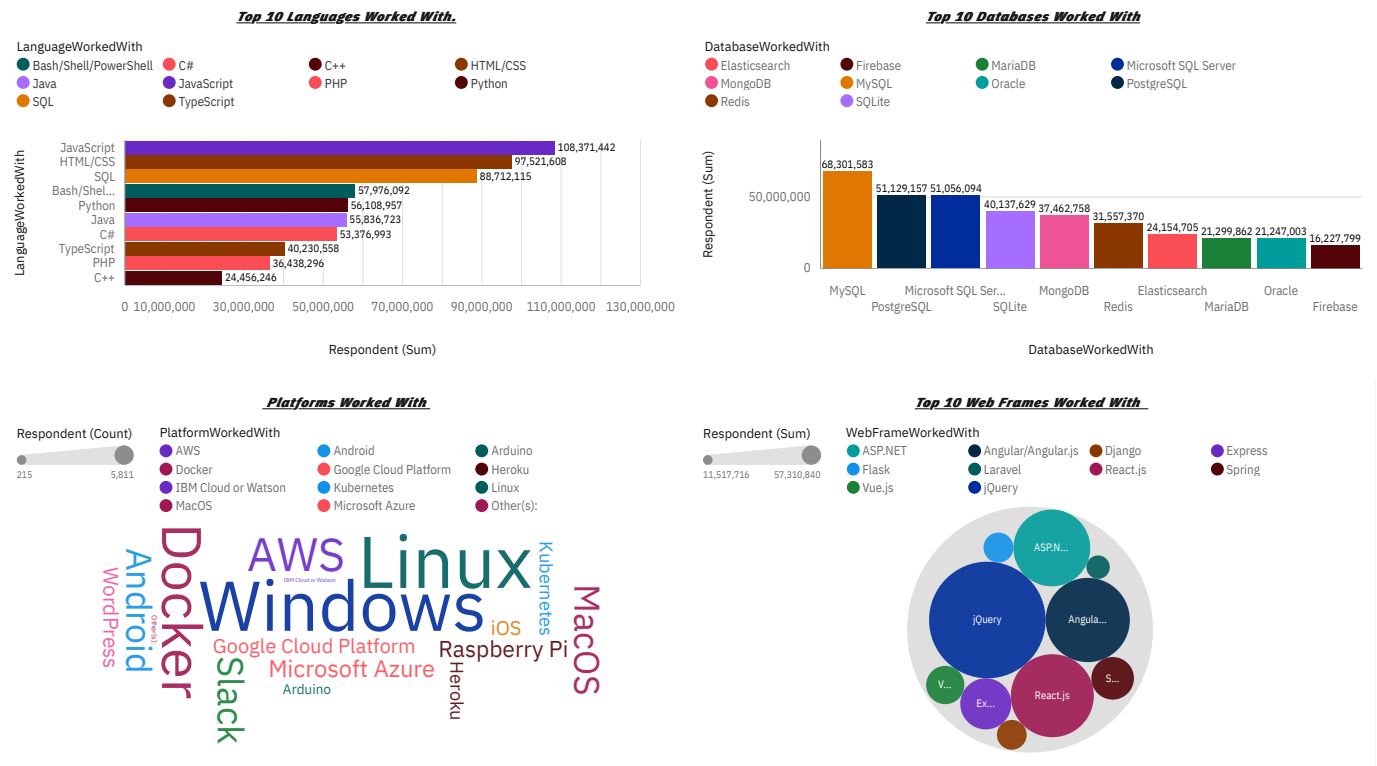 Top 10 Languages Worked With.
LanguageWorkedWith
Bash/Shell/PowerShell C# C++ HTML/CSS
Java JavaScript PHP Python
SQL TypeScript
LanguageWorkedWith
JavaScript 108,371,442
HTML/CSS 97,521,608
SQL 88,712,115
Bash/Shel... 57,976,092
Python 56,108,957
Java 55,836,723
C# 53,376,993
TypeScript 40,230,558
PHP 36,438,296
C++ 24,456,246
0 10,000,000 30,000,000 50,000,000 70,000,000 90,000,000 110,000,000 130,000,000
Respondent (Sum)
Top 10 Databases Worked With
DatabaseWorkedWith
Elasticsearch Firebase MariaDB Microsoft SQL Server
MongoDB MySQL Oracle PostgreSQL
Redis SQLite
Respondent (Sum)
50,000,000
0
68,301,583
51,129,157 51,056,094
40,137,629
37,462,758
31,557,370
24,154,705
21,299,862 21,247,003
16,227,799
MySQL Microsoft SQL Ser... MongoDB Elasticsearch Oracle
PostgreSQL SQLite Redis MariaDB Firebase
DatabaseWorkedWith
Platforms Worked With
Respondent (Count)
215 5,811
PlatformWorkedWith
AWS Android Arduino
Docker Google Cloud Platform Heroku
IBM Cloud or Watson Kubernetes Linux
MacOS Microsoft Azure Other(s):
WordPress
Android
Other(s):
Docker
AWS
IBM Cloud or Watson
Linux
Kubernetes
Windows
MacOS
iOS
Google Cloud Platform
Raspberry Pi
Microsoft Azure
Slack
Arduino
Heroku
Top 10 Web Frames Worked With
Respondent (Sum)
11,517,716 57,310,840
WebFrameWorkedWith
ASP.NET Angular/Angular.js Django Express
Flask Laravel React.js Spring
Vue.js jQuery
ASP.N...
jQuery
Angula...
V...
Ex...
React.js
S...